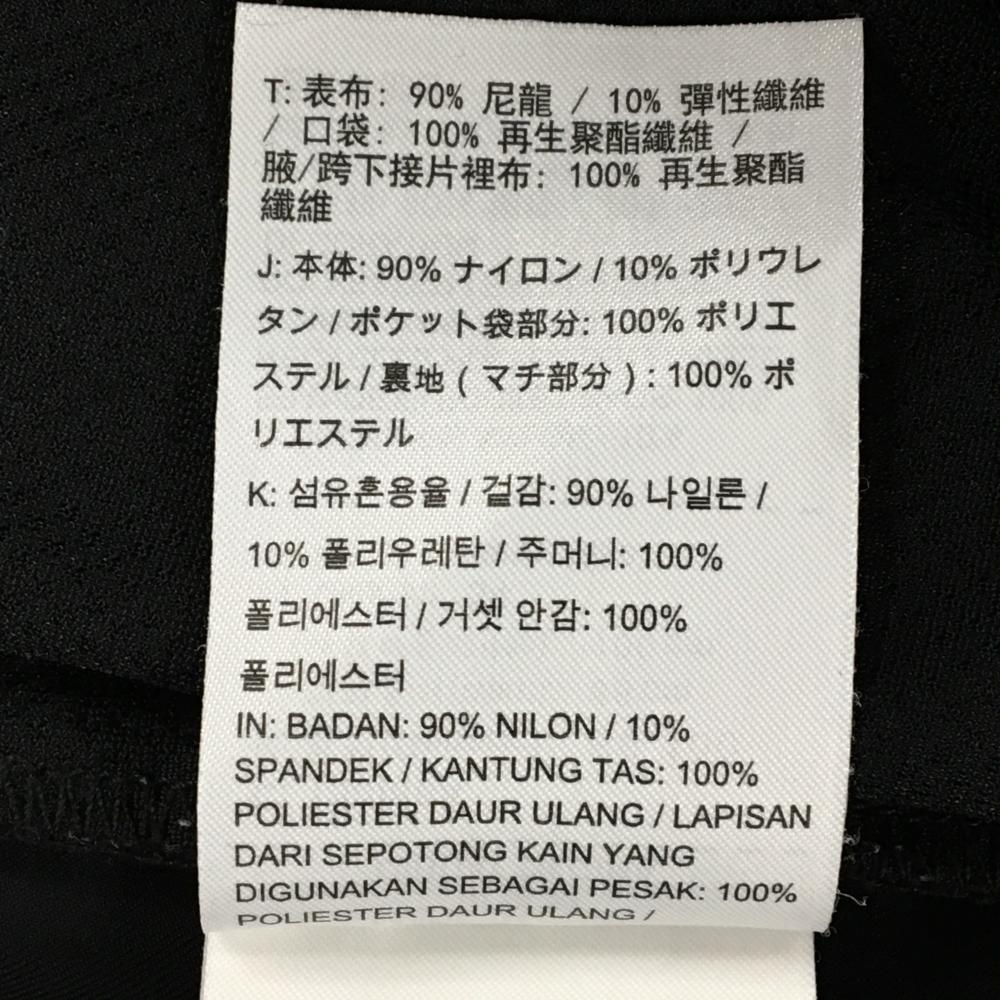 T: 表布: 90% 尼龍 / 10% 彈性纖維
/ 口袋: 100% 再生聚酯纖維 /
腋/跨下接片裡布: 100% 再生聚酯
纖維
J: 本体: 90% ナイロン / 10% ポリウレ
タン / ポケット袋部分: 100% ポリエ
ステル / 裏地 ( マチ部分 ) : 100% ポ
リエステル
K: 섬유혼용율 / 겉감: 90% 나일론 /
10% 폴리우레탄 / 주머니: 100%
폴리에스터 / 거셋 안감: 100%
폴리에스터
IN: BADAN: 90% NILON / 10%
SPANDEK / KANTUNG TAS: 100%
POLIESTER DAUR ULANG / LAPISAN
DARI SEPOTONG KAIN YANG
DIGUNAKAN SEBAGAI PESAK: 100%
POLIESTER DAUR ULANG /